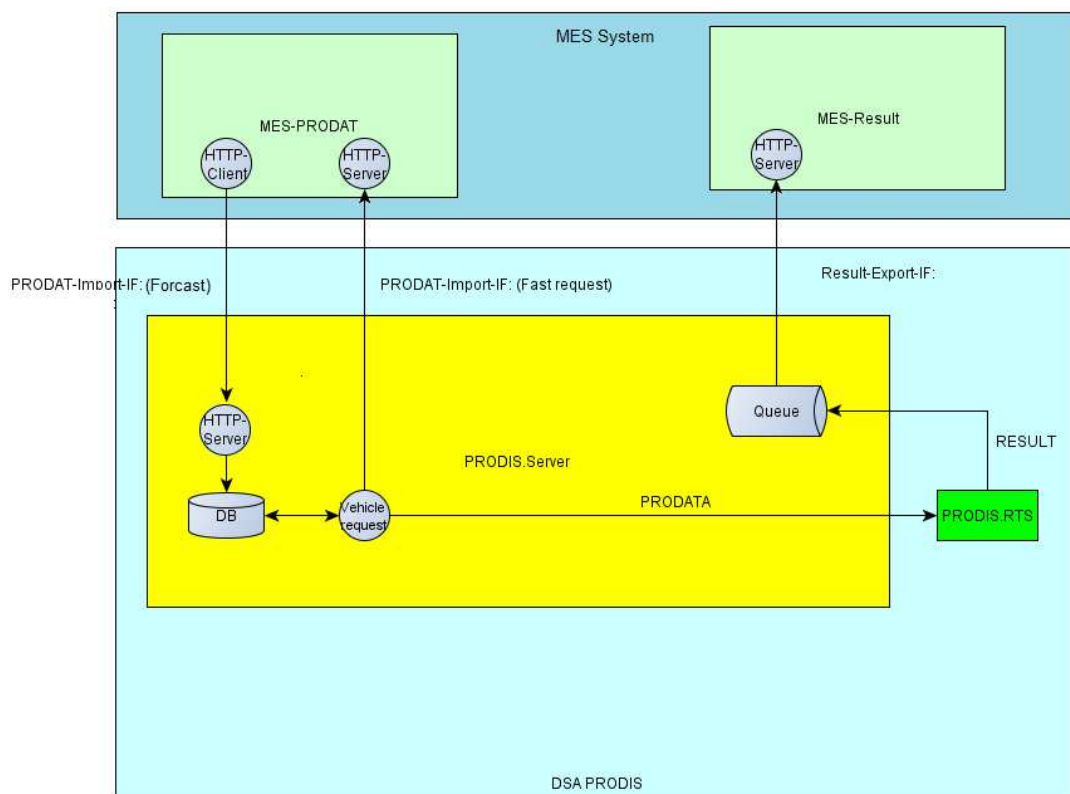 MES System
MES-PRODAT
MES-Result
HTTP-
Client
HTTP-
Server
HTTP-
Server
PRODAT-Import-IF: (Forcast)
:
PRODAT-Import-IF: (Fast request)
Result-Export-IF:
.
HTTP-
Server
Queue
RESULT
PRODIS.Server
DB
Vehicle
request
PRODATA
PRODIS.RTS
DSA PRODIS